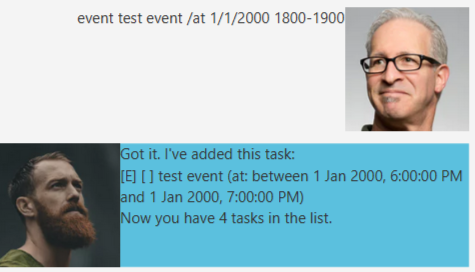 event test event /at 1/1/2000 1800-1900
Got it. I've added this task:
[E] [ ] test event (at: between 1 Jan 2000, 6:00:00 PM
and 1 Jan 2000, 7:00:00 PM)
Now you have 4 tasks in the list.